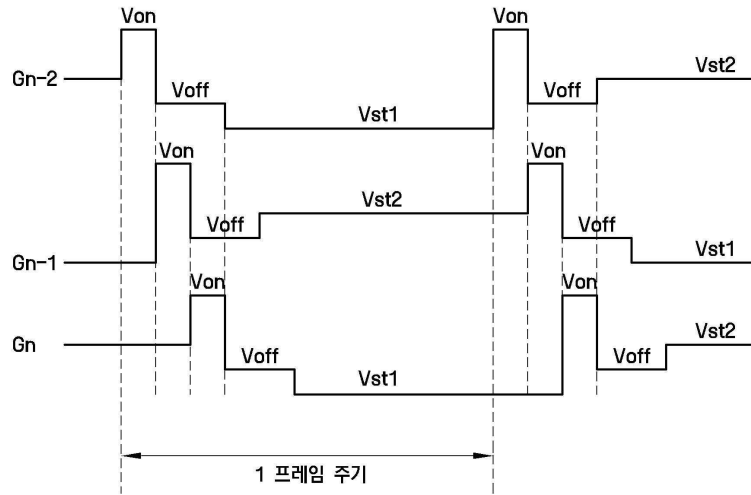 Von
Von
Gn-2
Voff
Vst1
Voff
Vst2
Von
Von
Gn-1
Voff
Vst2
Voff
Vst1
Von
Von
Gn
Voff
Vst1
Voff
Vst2
1 프레임 주기